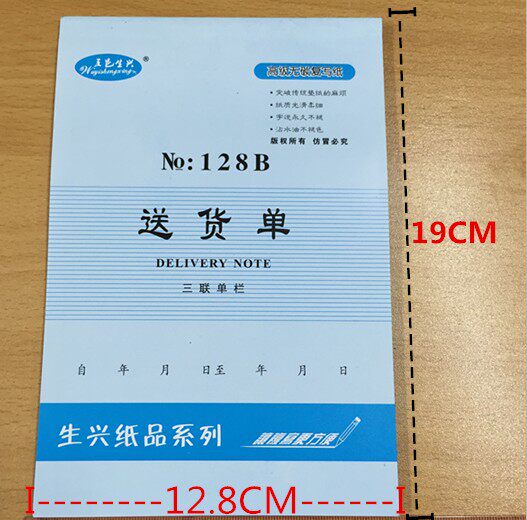 五邑生兴 ®
Wuyishengxing
高级无碳复写纸
• 突破传统垫纸的麻烦
• 纸质光滑柔细
• 字迹永久不褪
• 沾水油不褪色
版权所有 仿冒必究
No: 128B
送货单
DELIVERY NOTE
三联单栏
自 年 月 日至 年 月 日
生兴纸品系列
19CM
I--------12.8CM------I